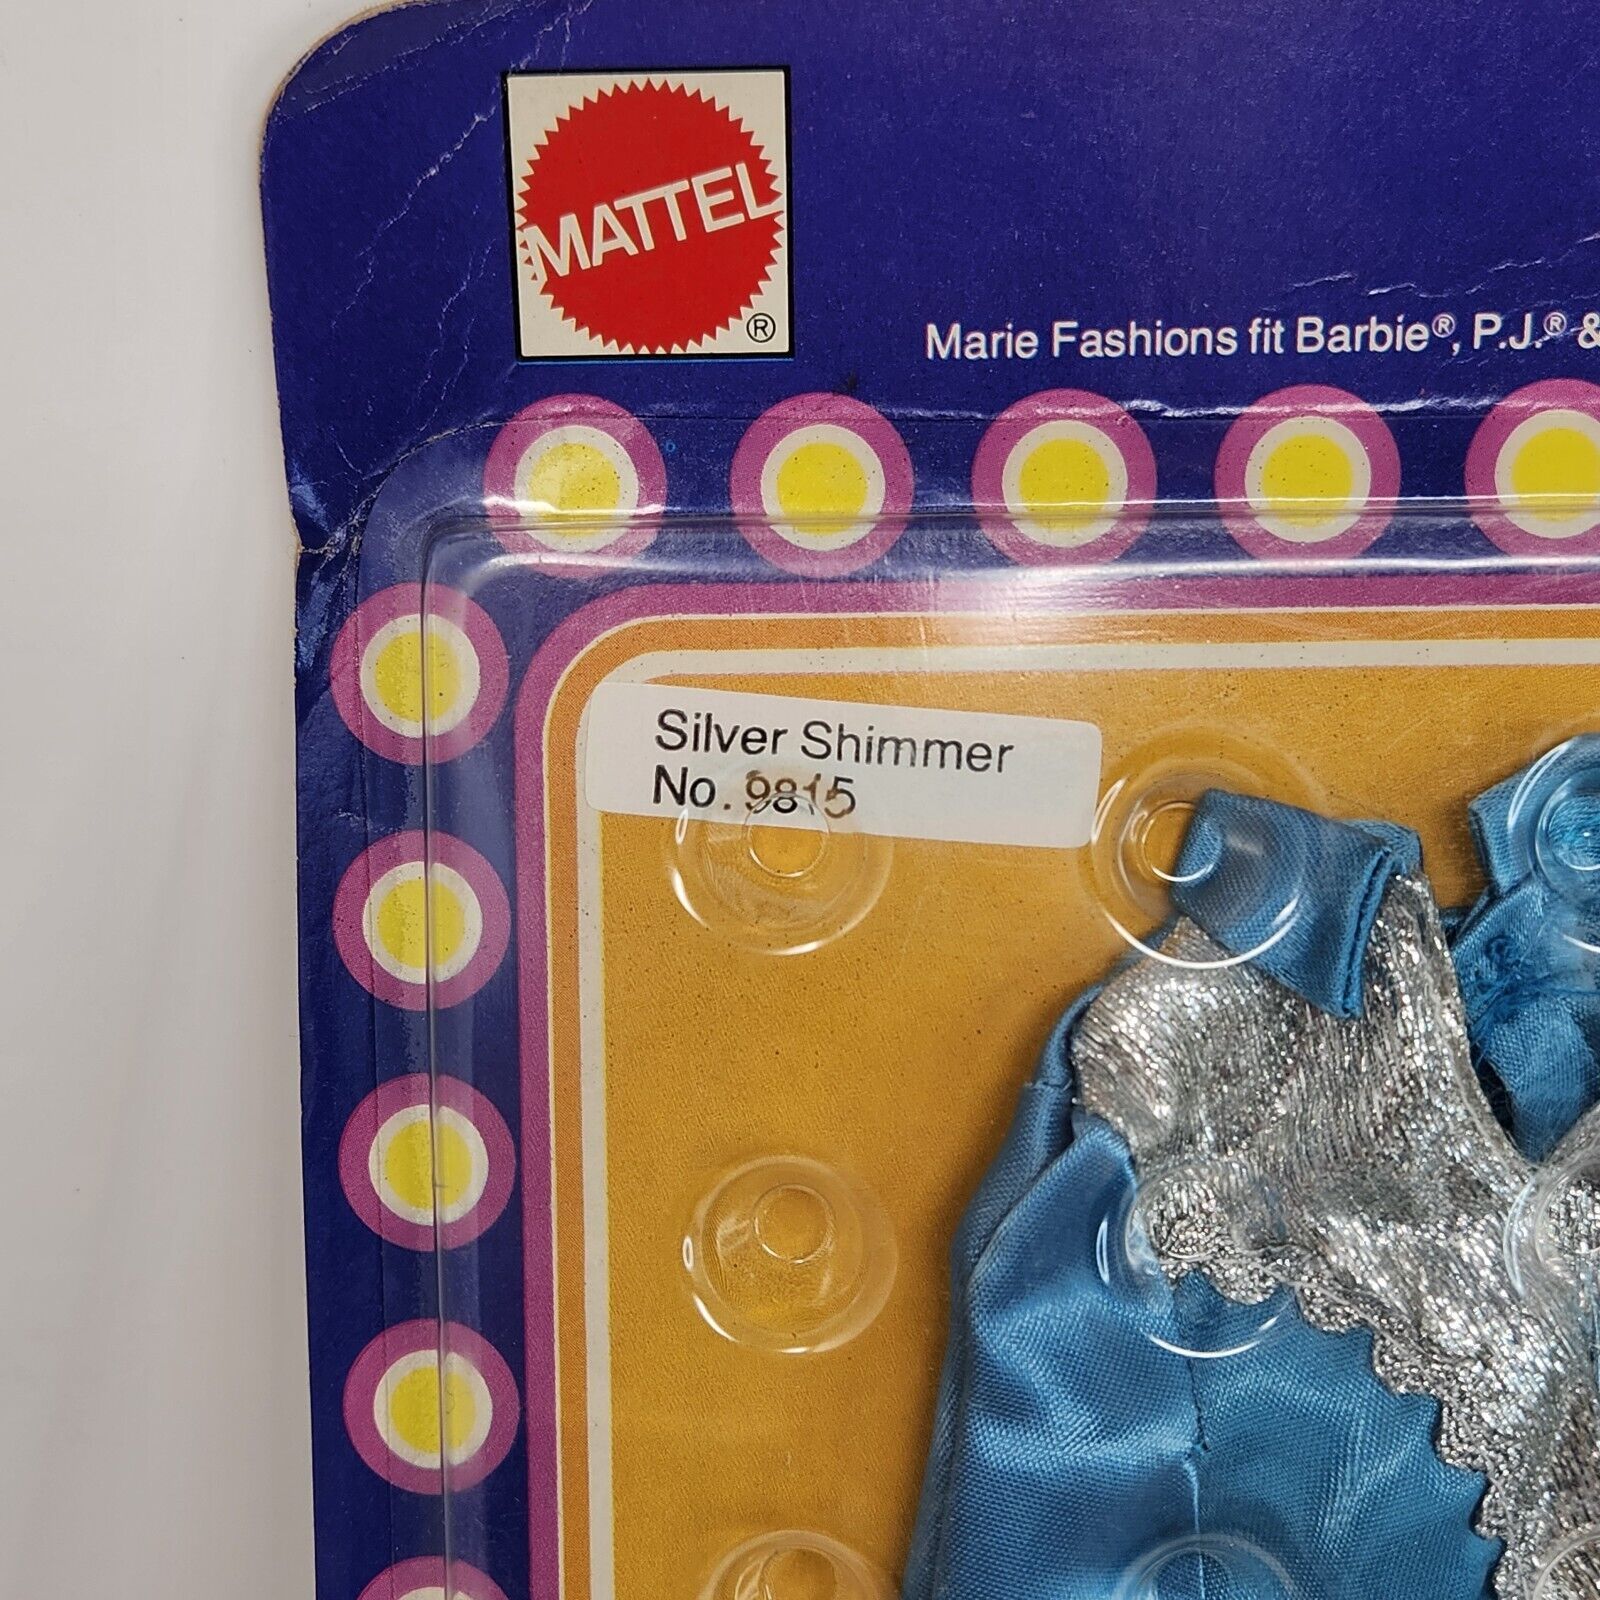 MATTEL
®
Marie Fashions fit Barbie®, P.J.® &
Silver Shimmer
No. 9815